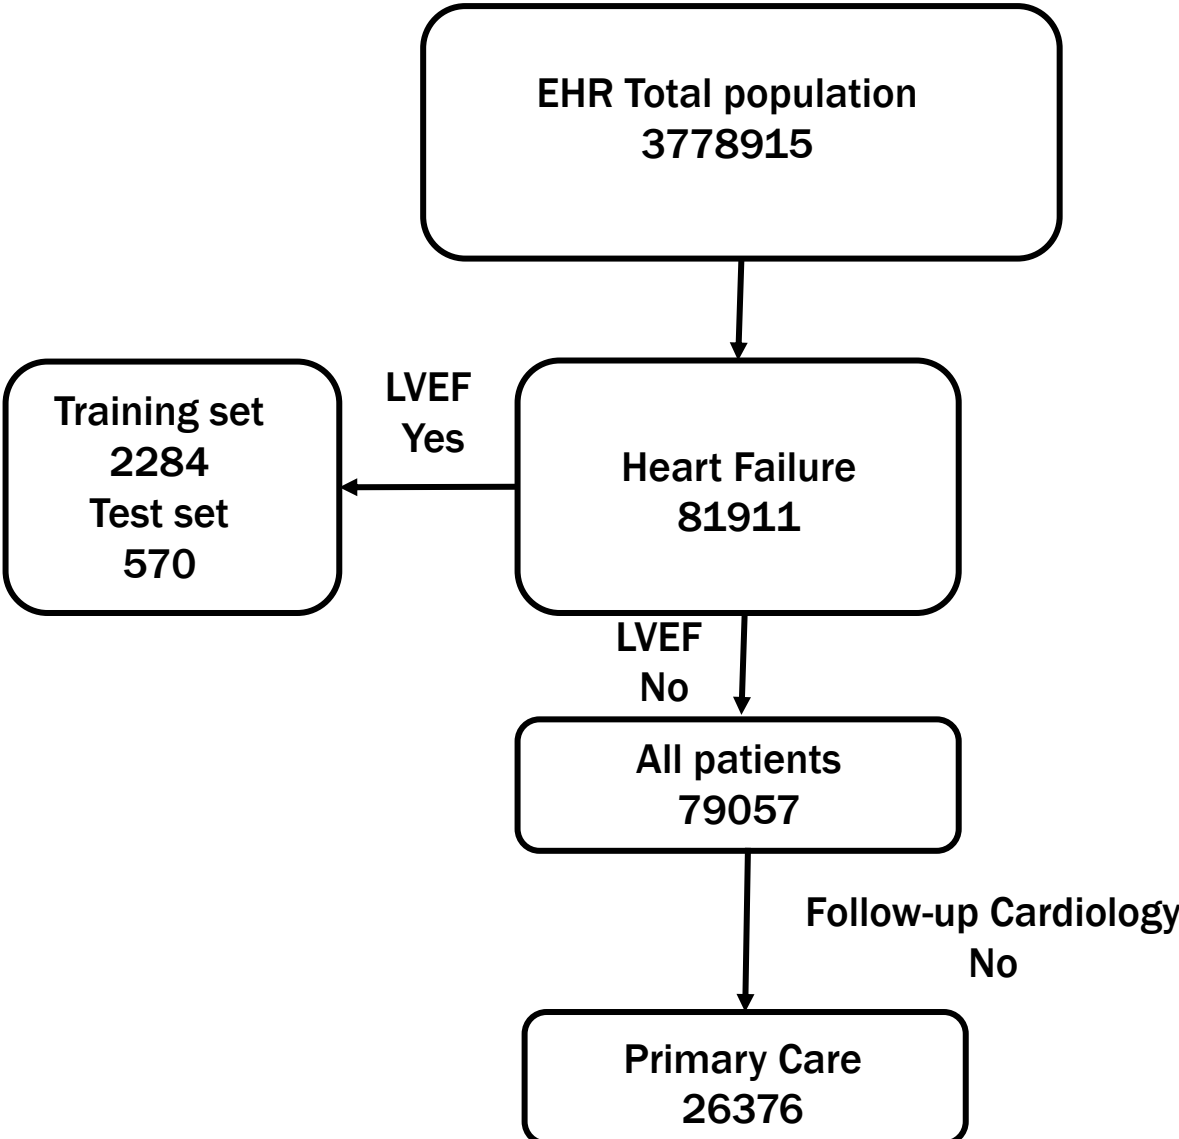 EHR Total population
3778915
LVEF
Yes
Training set
2284
Test set
570
Heart Failure
81911
LVEF
No
All patients
79057
Follow-up Cardiology
No
Primary Care
26376